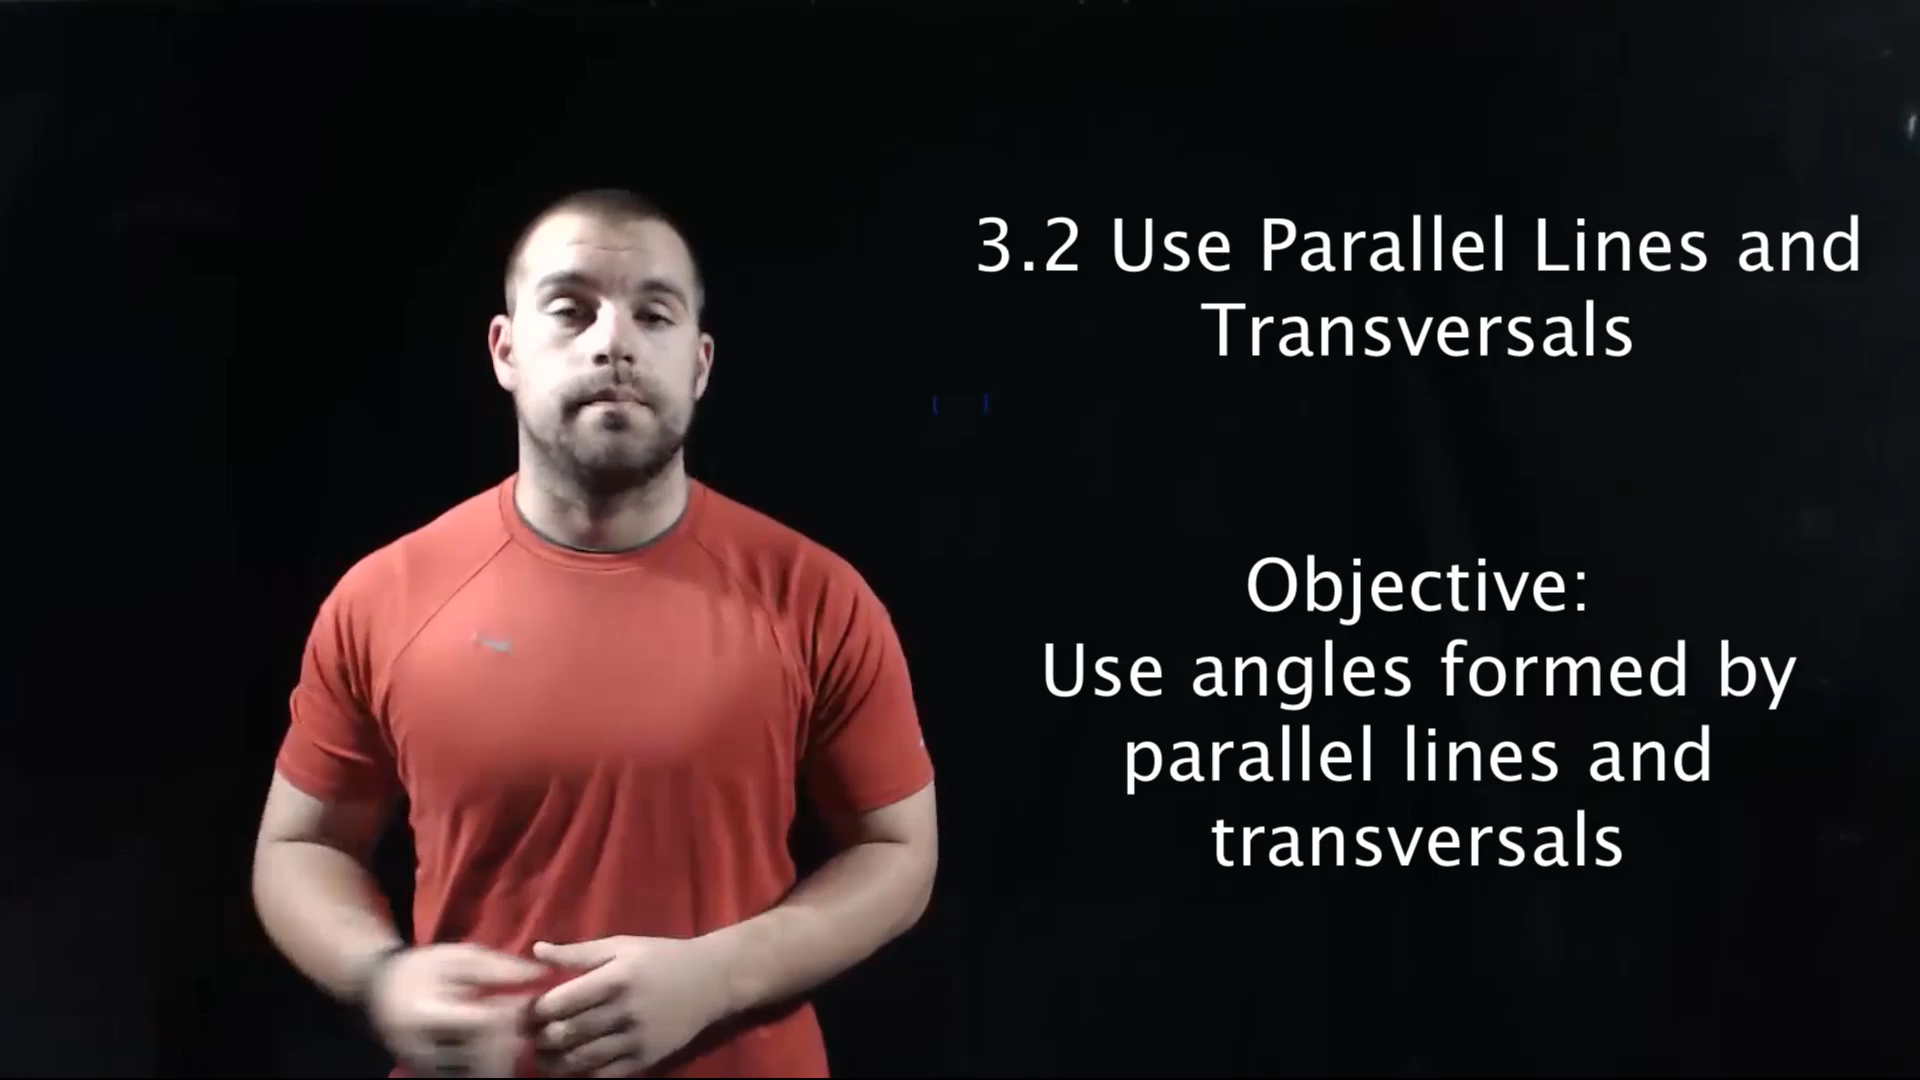 3.2 Use Parallel Lines and
Transversals
Objective:
Use angles formed by
parallel lines and
transversals